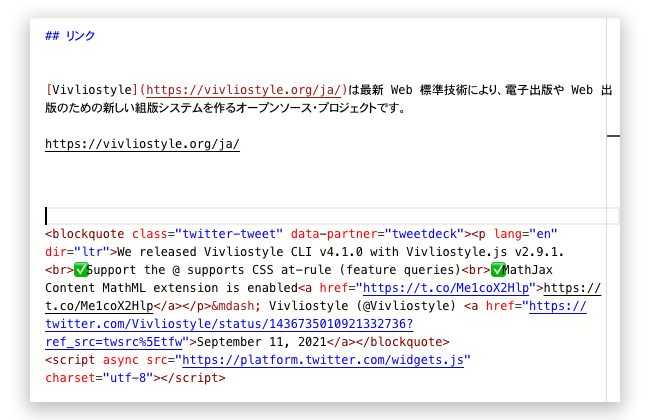 ## リンク
[Vivliostyle](https://vivliostyle.org/ja/)は最新 Web 標準技術により、電子出版や Web 出
版のための新しい組版システムを作るオープンソース・プロジェクトです。
https://vivliostyle.org/ja/
<blockquote class="twitter-tweet" data-partner="tweetdeck"><p lang="en"
dir="ltr">We released Vivliostyle CLI v4.1.0 with Vivliostyle.js v2.9.1.
<br>✅Support the @ supports CSS at-rule (feature queries)<br>✅MathJax
Content MathML extension is enabled<a href="https://t.co/Me1coX2Hlp">https://
t.co/Me1coX2Hlp</a></p>&mdash; Vivliostyle (@Vivliostyle) <a href="https://
twitter.com/Vivliostyle/status/1436735010921332736?
ref_src=twsrc%5Etfw">September 11, 2021</a></blockquote>
<script async src="https://platform.twitter.com/widgets.js"
charset="utf-8"></script>